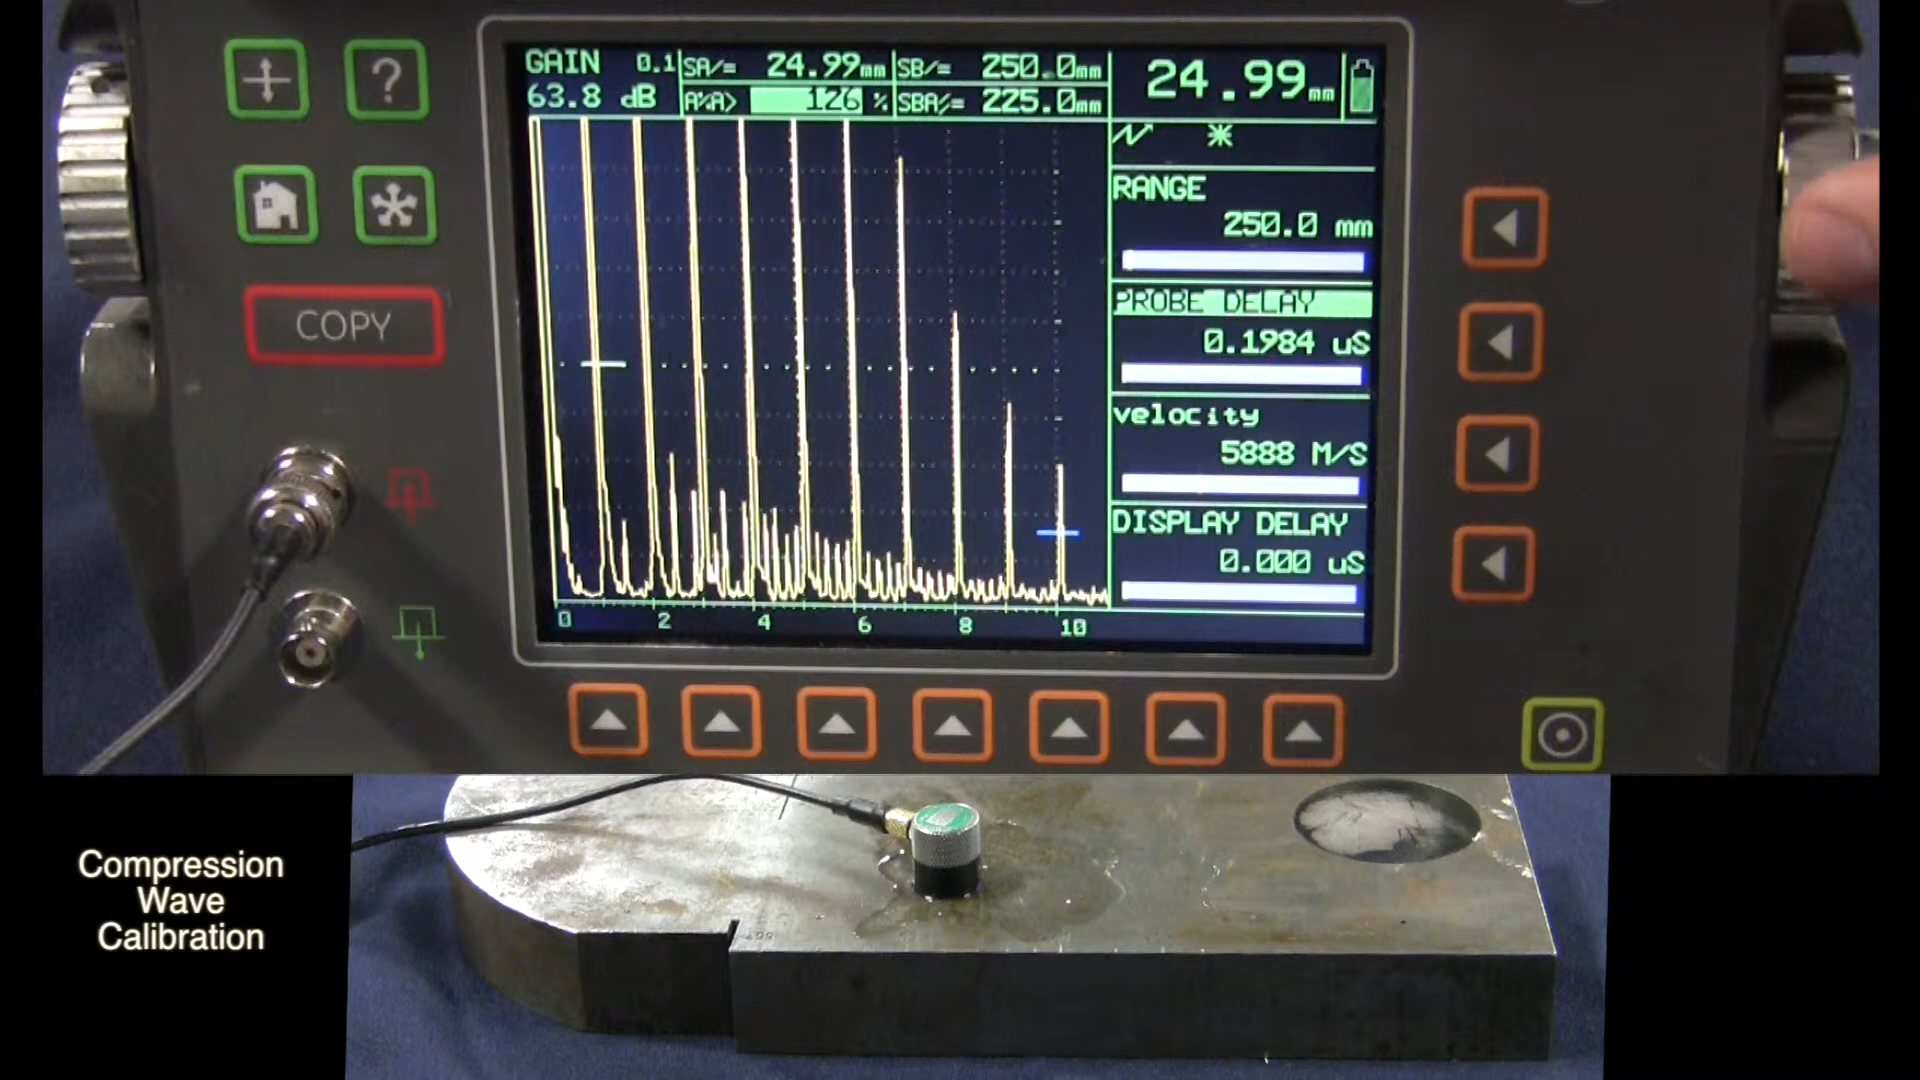 GAIN 0.1 SA/= 24.99mm SB/= 250.0mm 24.99mm
63.8 dB A%A> 126 % SBA/= 225.0mm
RANGE
250.0 mm
PROBE DELAY
0.1984 uS
velocity
5888 M/S
DISPLAY DELAY
0.000 uS
0 2 4 6 8 10
?
COPY
Compression
Wave
Calibration